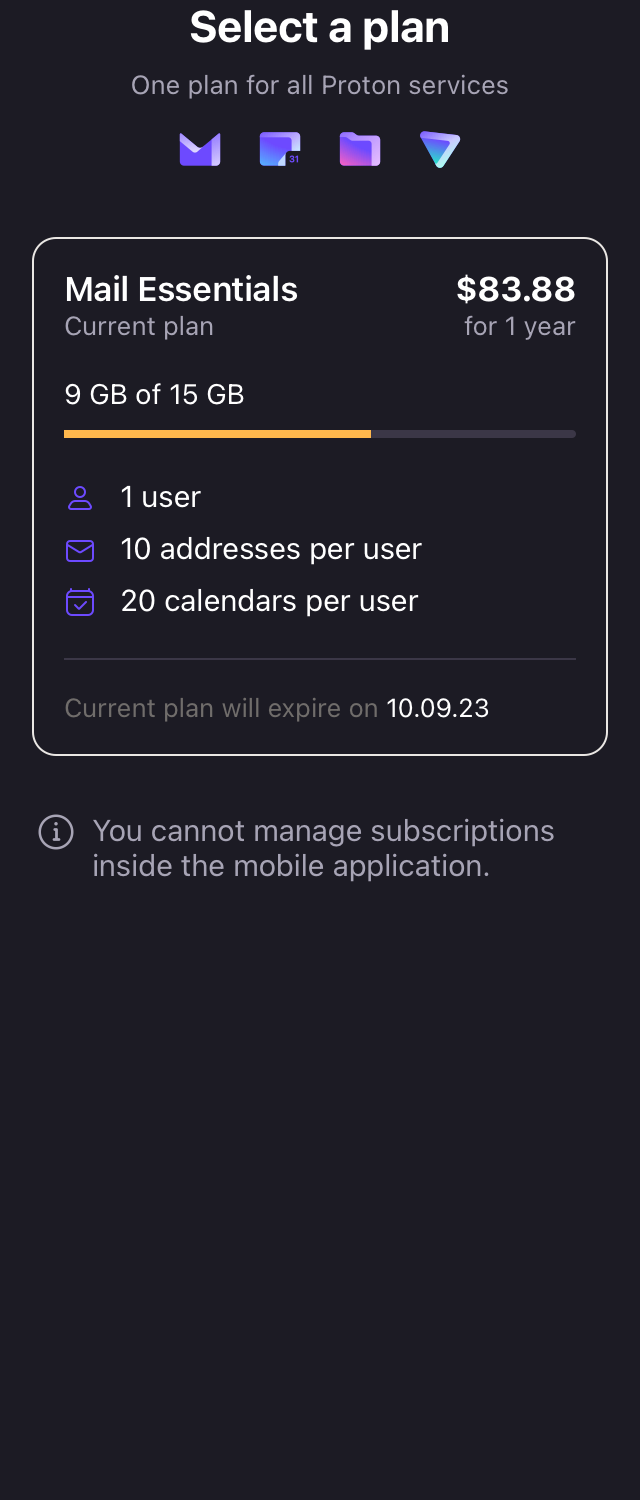 Select a plan
One plan for all Proton services
31
Mail Essentials
$83.88
Current plan
for 1 year
9 GB of 15 GB
1 user
10 addresses per user
20 calendars per user
Current plan will expire on 10.09.23
You cannot manage subscriptions
inside the mobile application.